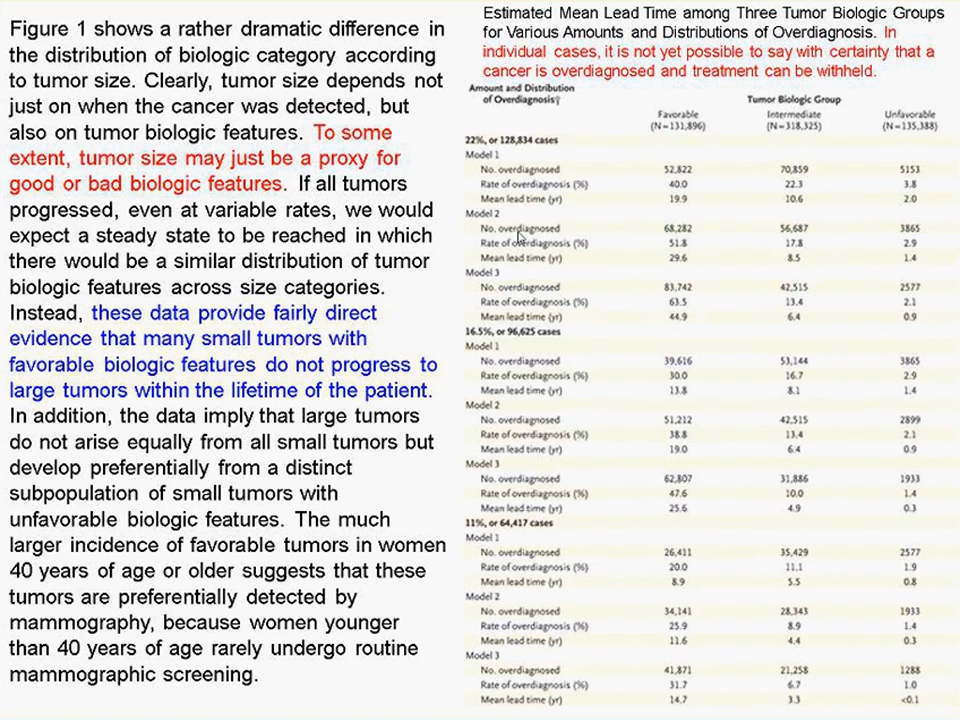 Figure 1 shows a rather dramatic difference in
the distribution of biologic category according
to tumor size. Clearly, tumor size depends not
just on when the cancer was detected, but
also on tumor biologic features. To some
extent, tumor size may just be a proxy for
good or bad biologic features. If all tumors
progressed, even at variable rates, we would
expect a steady state to be reached in which
there would be a similar distribution of tumor
biologic features across size categories.
Instead, these data provide fairly direct
evidence that many small tumors with
favorable biologic features do not progress to
large tumors within the lifetime of the patient.
In addition, the data imply that large tumors
do not arise equally from all small tumors but
develop preferentially from a distinct
subpopulation of small tumors with
unfavorable biologic features. The much
larger incidence of favorable tumors in women
40 years of age or older suggests that these
tumors are preferentially detected by
mammography, because women younger
than 40 years of age rarely undergo routine
mammographic screening.
Estimated Mean Lead Time among Three Tumor Biologic Groups
for Various Amounts and Distributions of Overdiagnosis. In
individual cases, it is not yet possible to say with certainty that a
cancer is overdiagnosed and treatment can be withheld.
Amount and Distribution
of Overdiagnosis† Tumor Biologic Group
Favorable Intermediate Unfavorable
(N=131,896) (N=318,325) (N=135,388)
22%, or 128,834 cases
Model 1
No. overdiagnosed 52,822 70,859 5153
Rate of overdiagnosis (%) 40.0 22.3 3.8
Mean lead time (yr) 19.9 10.6 2.0
Model 2
No. overdiagnosed 68,282 56,687 3865
Rate of overdiagnosis (%) 51.8 17.8 2.9
Mean lead time (yr) 29.6 8.5 1.4
Model 3
No. overdiagnosed 83,742 42,515 2577
Rate of overdiagnosis (%) 63.5 13.4 2.1
Mean lead time (yr) 44.9 6.4 0.9
16.5%, or 96,625 cases
Model 1
No. overdiagnosed 39,616 53,144 3865
Rate of overdiagnosis (%) 30.0 16.7 2.9
Mean lead time (yr) 13.8 8.1 1.4
Model 2
No. overdiagnosed 51,212 42,515 2899
Rate of overdiagnosis (%) 38.8 13.4 2.1
Mean lead time (yr) 19.0 6.4 0.9
Model 3
No. overdiagnosed 62,807 31,886 1933
Rate of overdiagnosis (%) 47.6 10.0 1.4
Mean lead time (yr) 25.6 4.9 0.3
11%, or 64,417 cases
Model 1
No. overdiagnosed 26,411 35,429 2577
Rate of overdiagnosis (%) 20.0 11.1 1.9
Mean lead time (yr) 8.9 5.5 0.8
Model 2
No. overdiagnosed 34,141 28,343 1933
Rate of overdiagnosis (%) 25.9 8.9 1.4
Mean lead time (yr) 11.6 4.4 0.3
Model 3
No. overdiagnosed 41,871 21,258 1288
Rate of overdiagnosis (%) 31.7 6.7 1.0
Mean lead time (yr) 14.7 3.3 <0.1